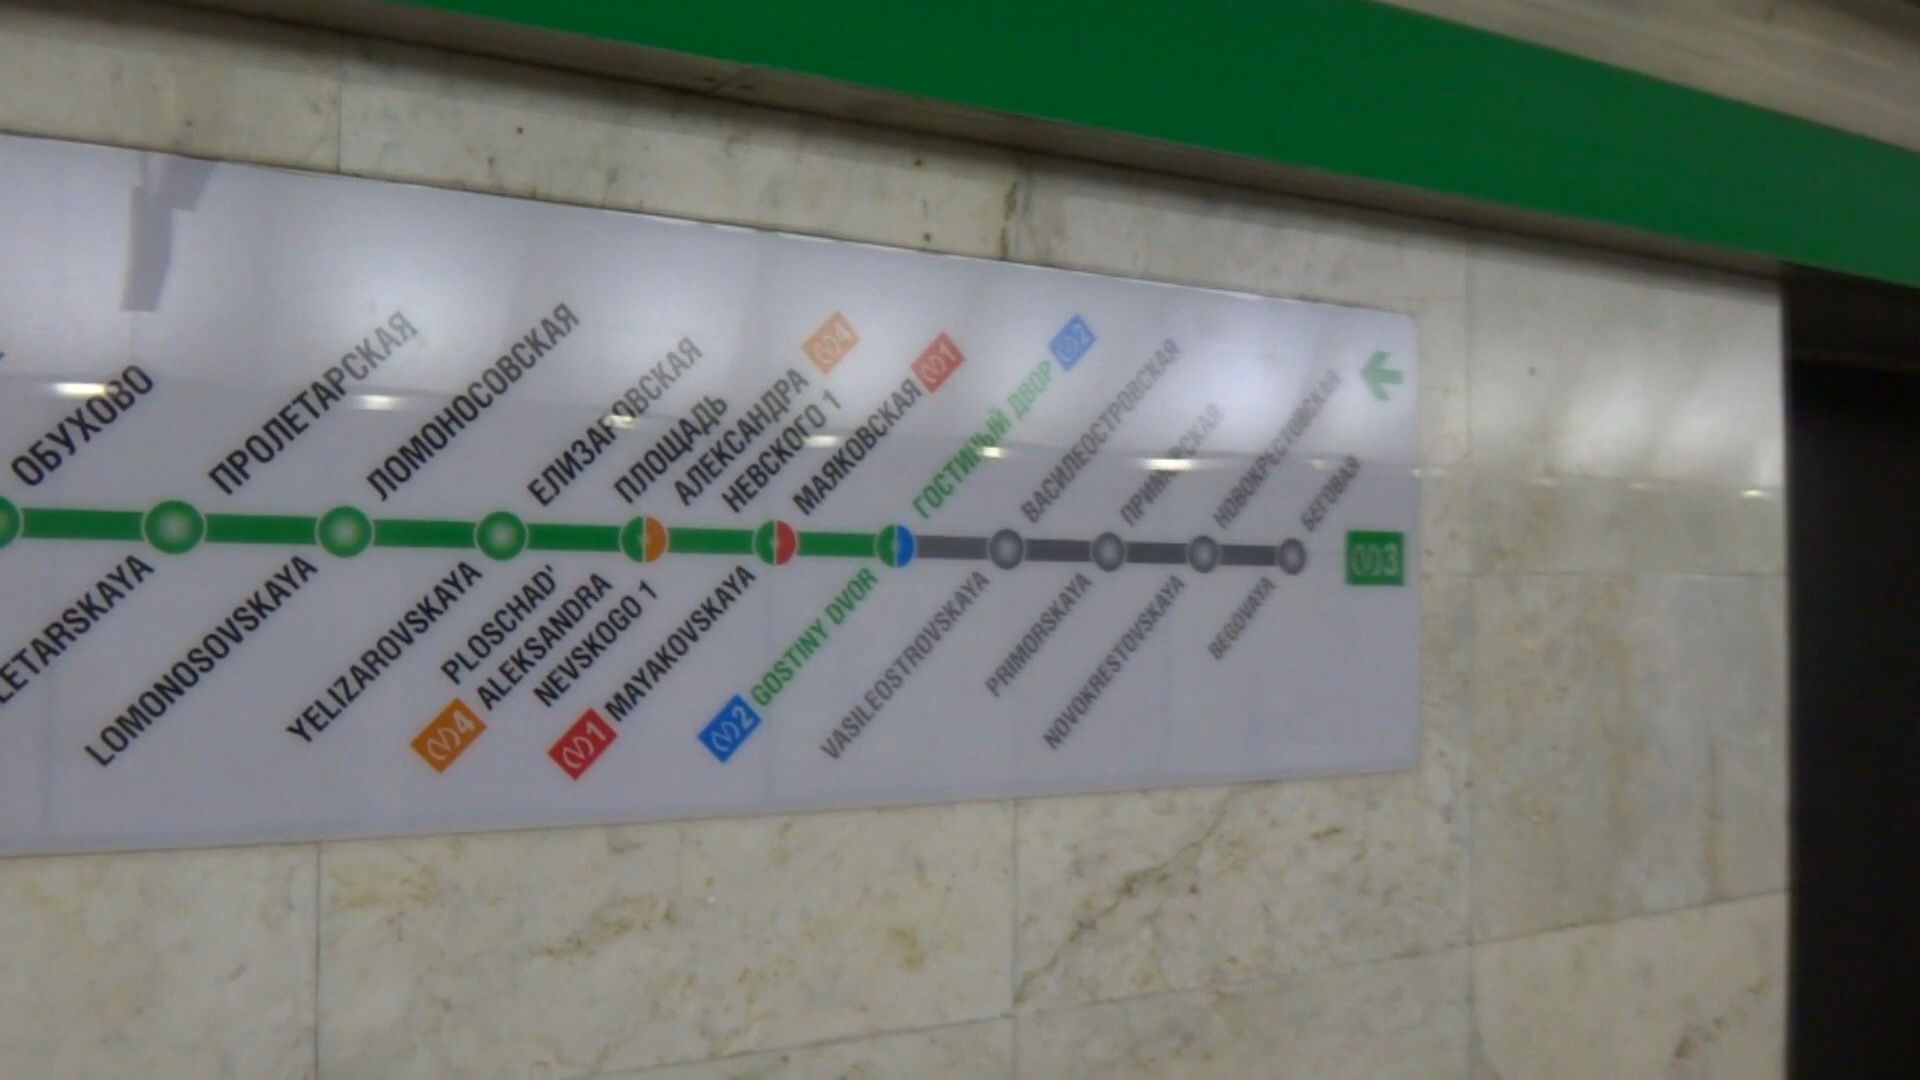 ОБУХОВО
ПРОЛЕТАРСКАЯ
ЛОМОНОСОВСКАЯ
ЕЛИЗАРОВСКАЯ
ПЛОЩАДЬ
АЛЕКСАНДРА
НЕВСКОГО 1
4
МАЯКОВСКАЯ 1
ГОСТИНЫЙ ДВОР 2
ВАСИЛЕОСТРОВСКАЯ
ПРИМОРСКАЯ
НОВОКРЕСТОВСКАЯ
БЕГОВАЯ
3
LETARSKAYA
LOMONOSOVSKAYA
YELIZAROVSKAYA
PLOSCHAD'
4 ALEKSANDRA
NEVSKOGO 1
1 MAYAKOVSKAYA
2 GOSTINY DVOR
VASILEOSTROVSKAYA
PRIMORSKAYA
NOVOKRESTOVSKAYA
BEGOVAYA